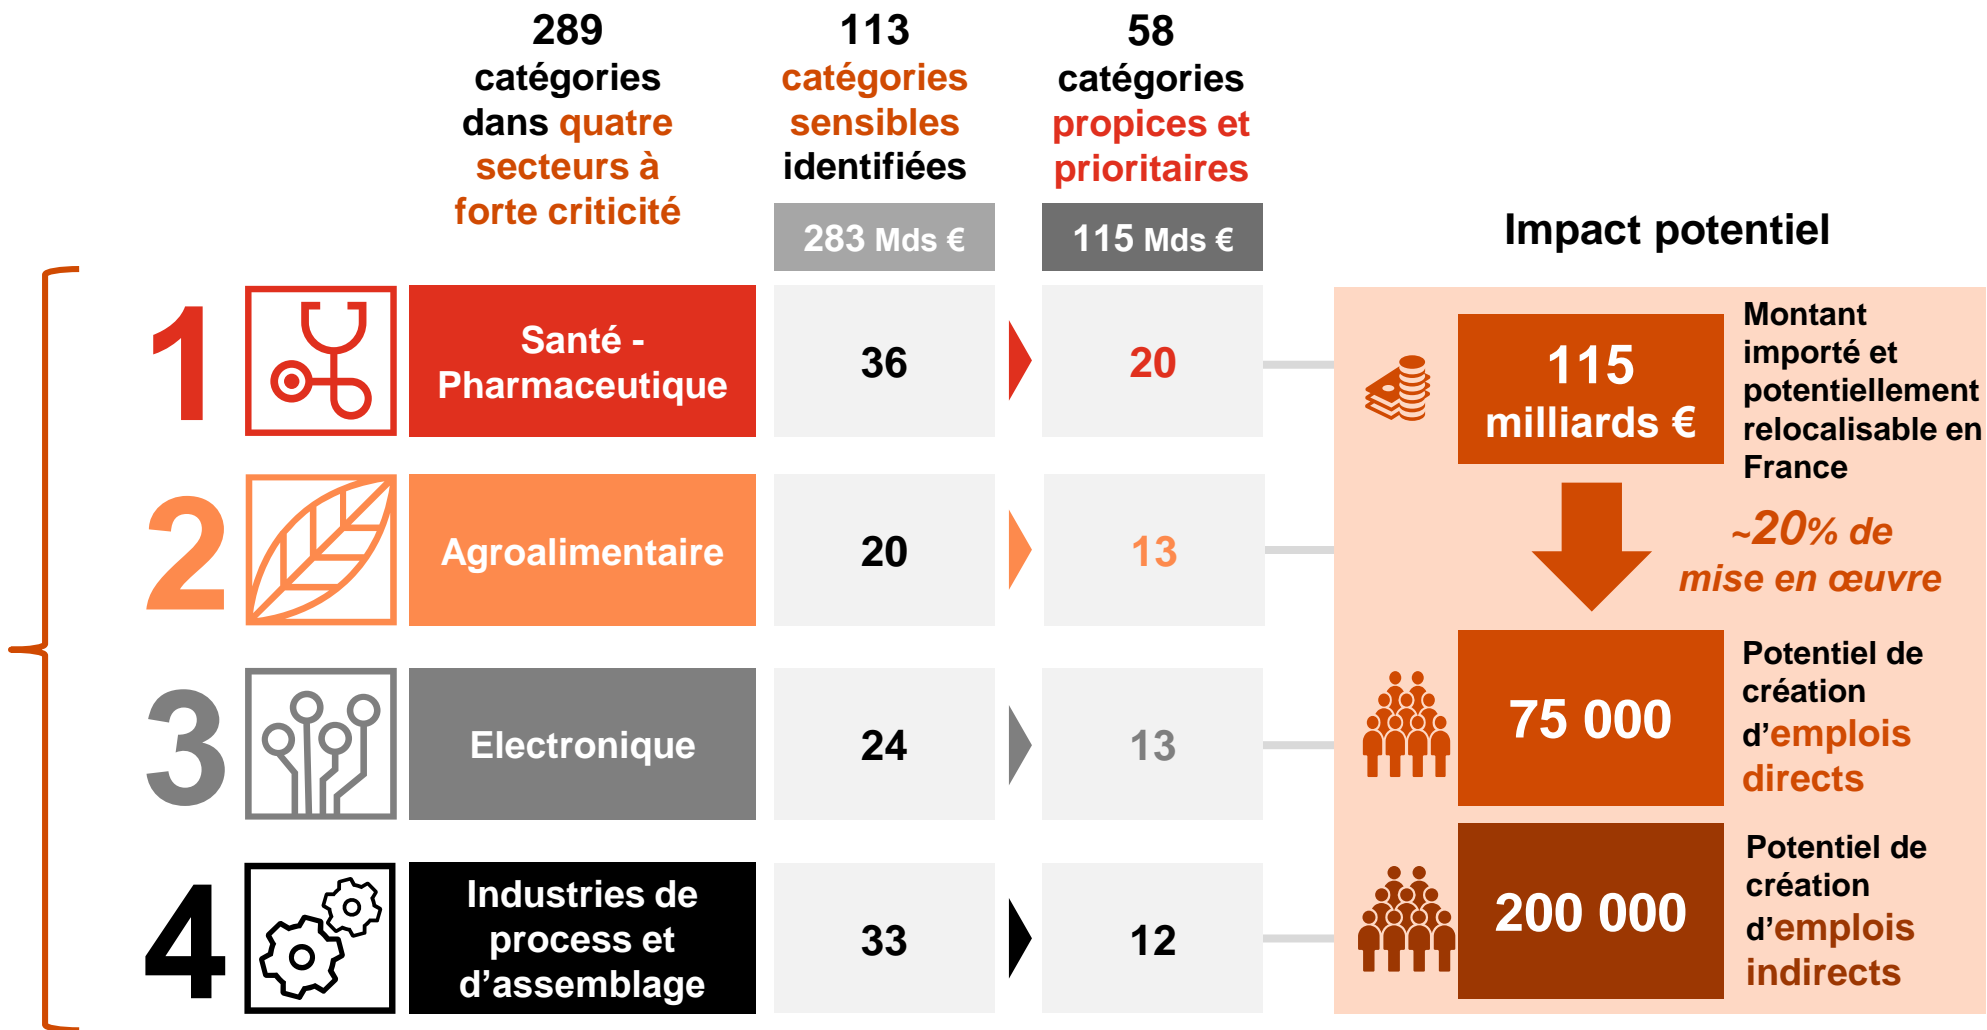 289
catégories
dans quatre
secteurs à
forte criticité
113
catégories
sensibles
identifiées
58
catégories
propices et
prioritaires
283 Mds €
115 Mds €
Impact potentiel
1
Santé -
Pharmaceutique
36
20
115
milliards €
Montant
importé et
potentiellement
relocalisable en
France
2
Agroalimentaire
20
13
~20% de
mise en œuvre
3
Electronique
24
13
75 000
Potentiel de
création
d’emplois
directs
4
Industries de
process et
d’assemblage
33
12
200 000
Potentiel de
création
d’emplois
indirects